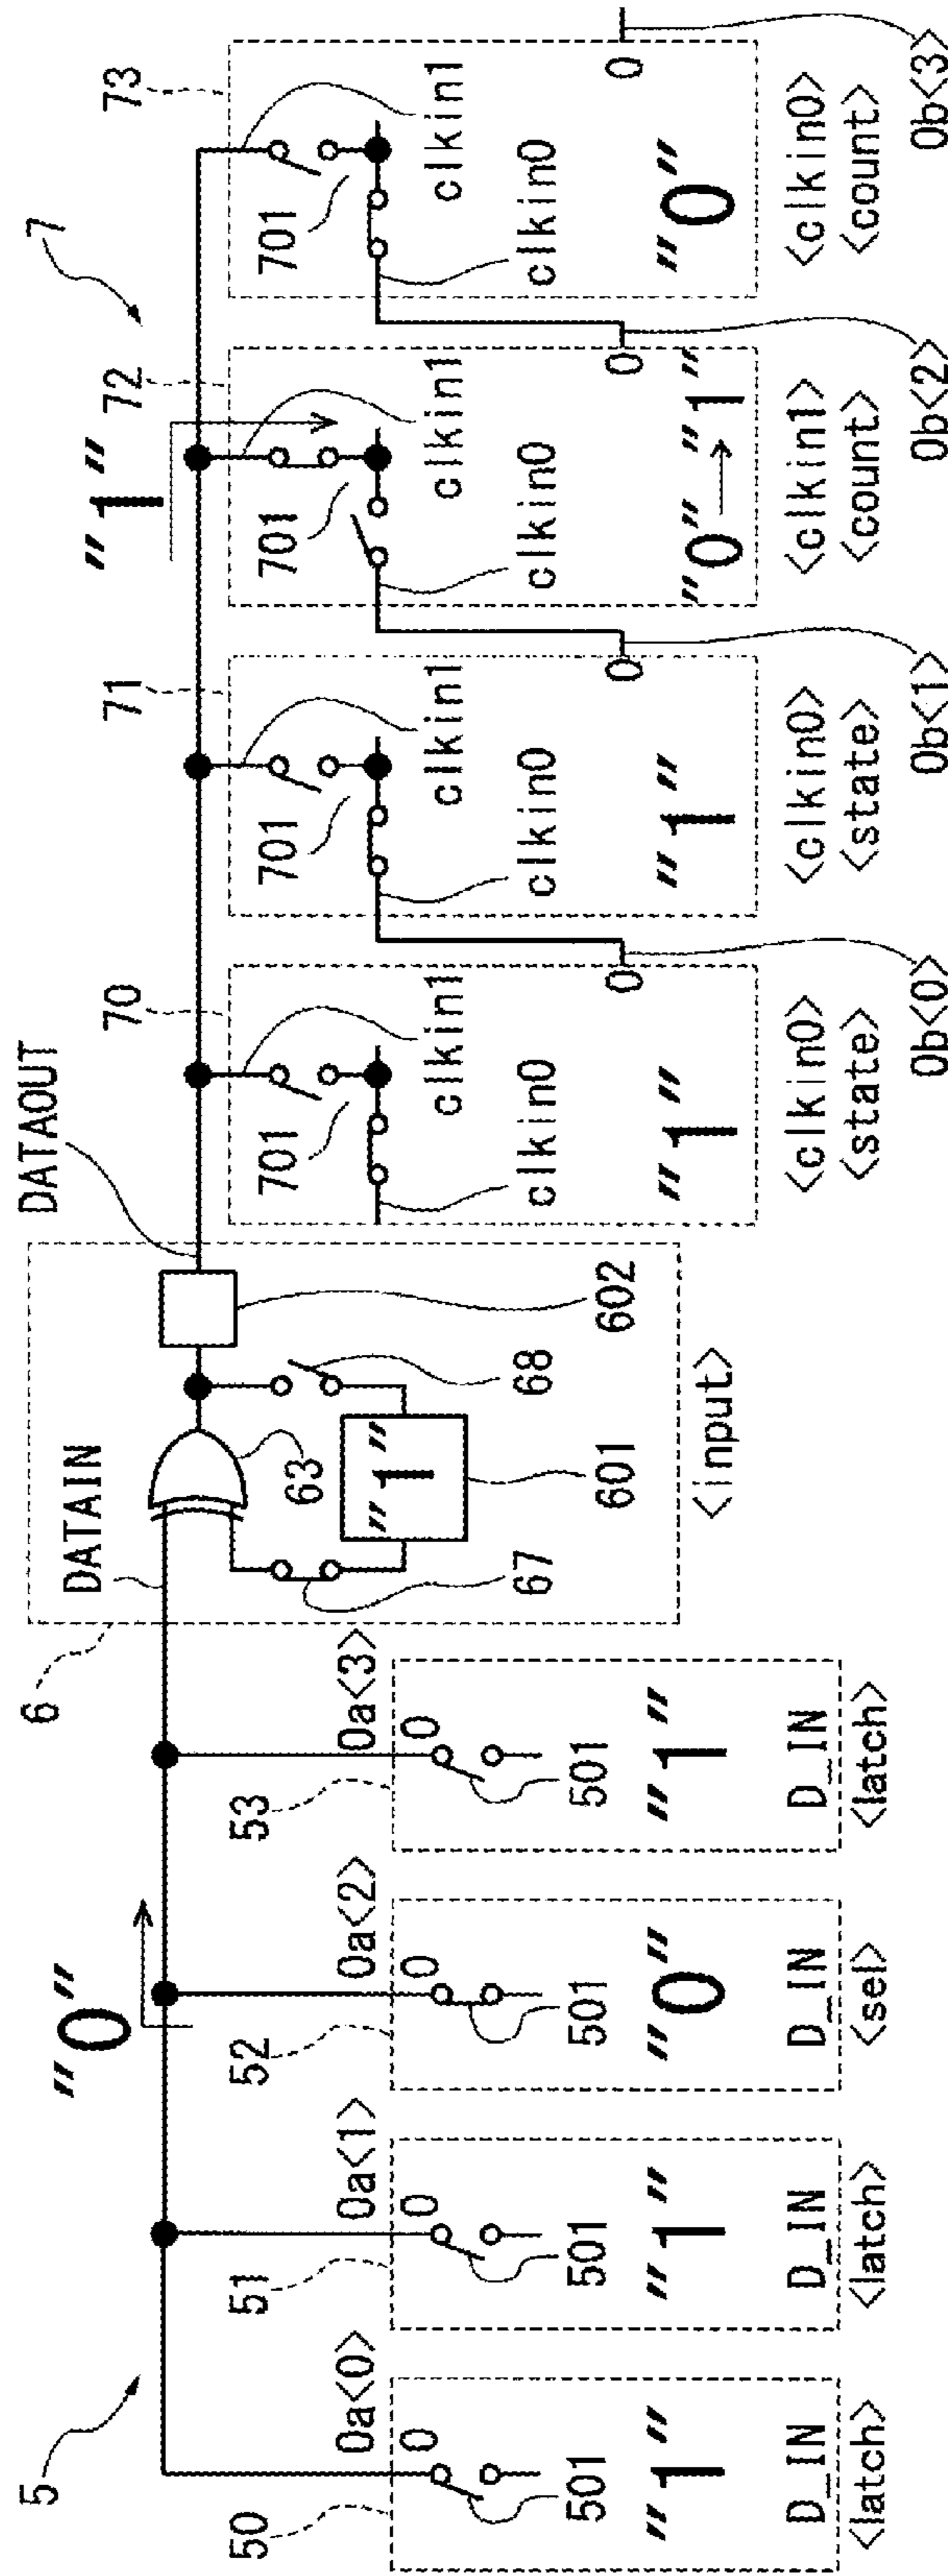 5
"0"
50
51
52
53
0a<0>
0a<1>
0a<2>
0a<3>
0
0
0
0
501
501
501
501
"1"
"1"
"0"
"1"
D_IN
D_IN
D_IN
D_IN
<latch>
<latch>
<sel>
<latch>
6
DATAIN
DATAOUT
63
67
"1"
68
601
602
<input>
7
"1"
70
71
72
73
701
701
701
701
clkin1
clkin1
clkin1
clkin1
clkin0
clkin0
clkin0
clkin0
0
0
0
0
"1"
"1"
"0"→"1"
"0"
<clkin0>
<clkin0>
<clkin1>
<clkin0>
<state>
<state>
<count>
<count>
0b<0>
0b<1>
0b<2>
0b<3>